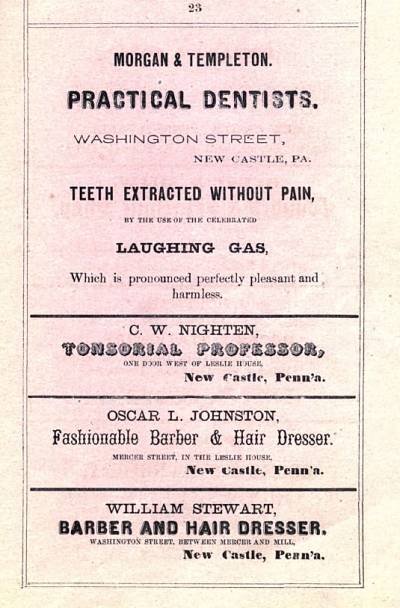 23
MORGAN & TEMPLETON.
PRACTICAL DENTISTS.
WASHINGTON STREET,
NEW CASTLE, PA.
TEETH EXTRACTED WITHOUT PAIN,
BY THE USE OF THE CELEBRATED
LAUGHING GAS,
Which is pronounced perfectly pleasant and
harmless.
C. W. NIGHTEN,
TONSORIAL PROFESSOR,
ONE DOOR WEST OF LESLIE HOUSE,
New Castle, Penn'a.
OSCAR L. JOHNSTON,
Fashionable Barber & Hair Dresser.
MERCER STREET, IN THE LESLIE HOUSE,
New Castle, Penn'a.
WILLIAM STEWART,
BARBER AND HAIR DRESSER,
WASHINGTON STREET, BETWEEN MERCER AND MILL,
New Castle, Penn'a.